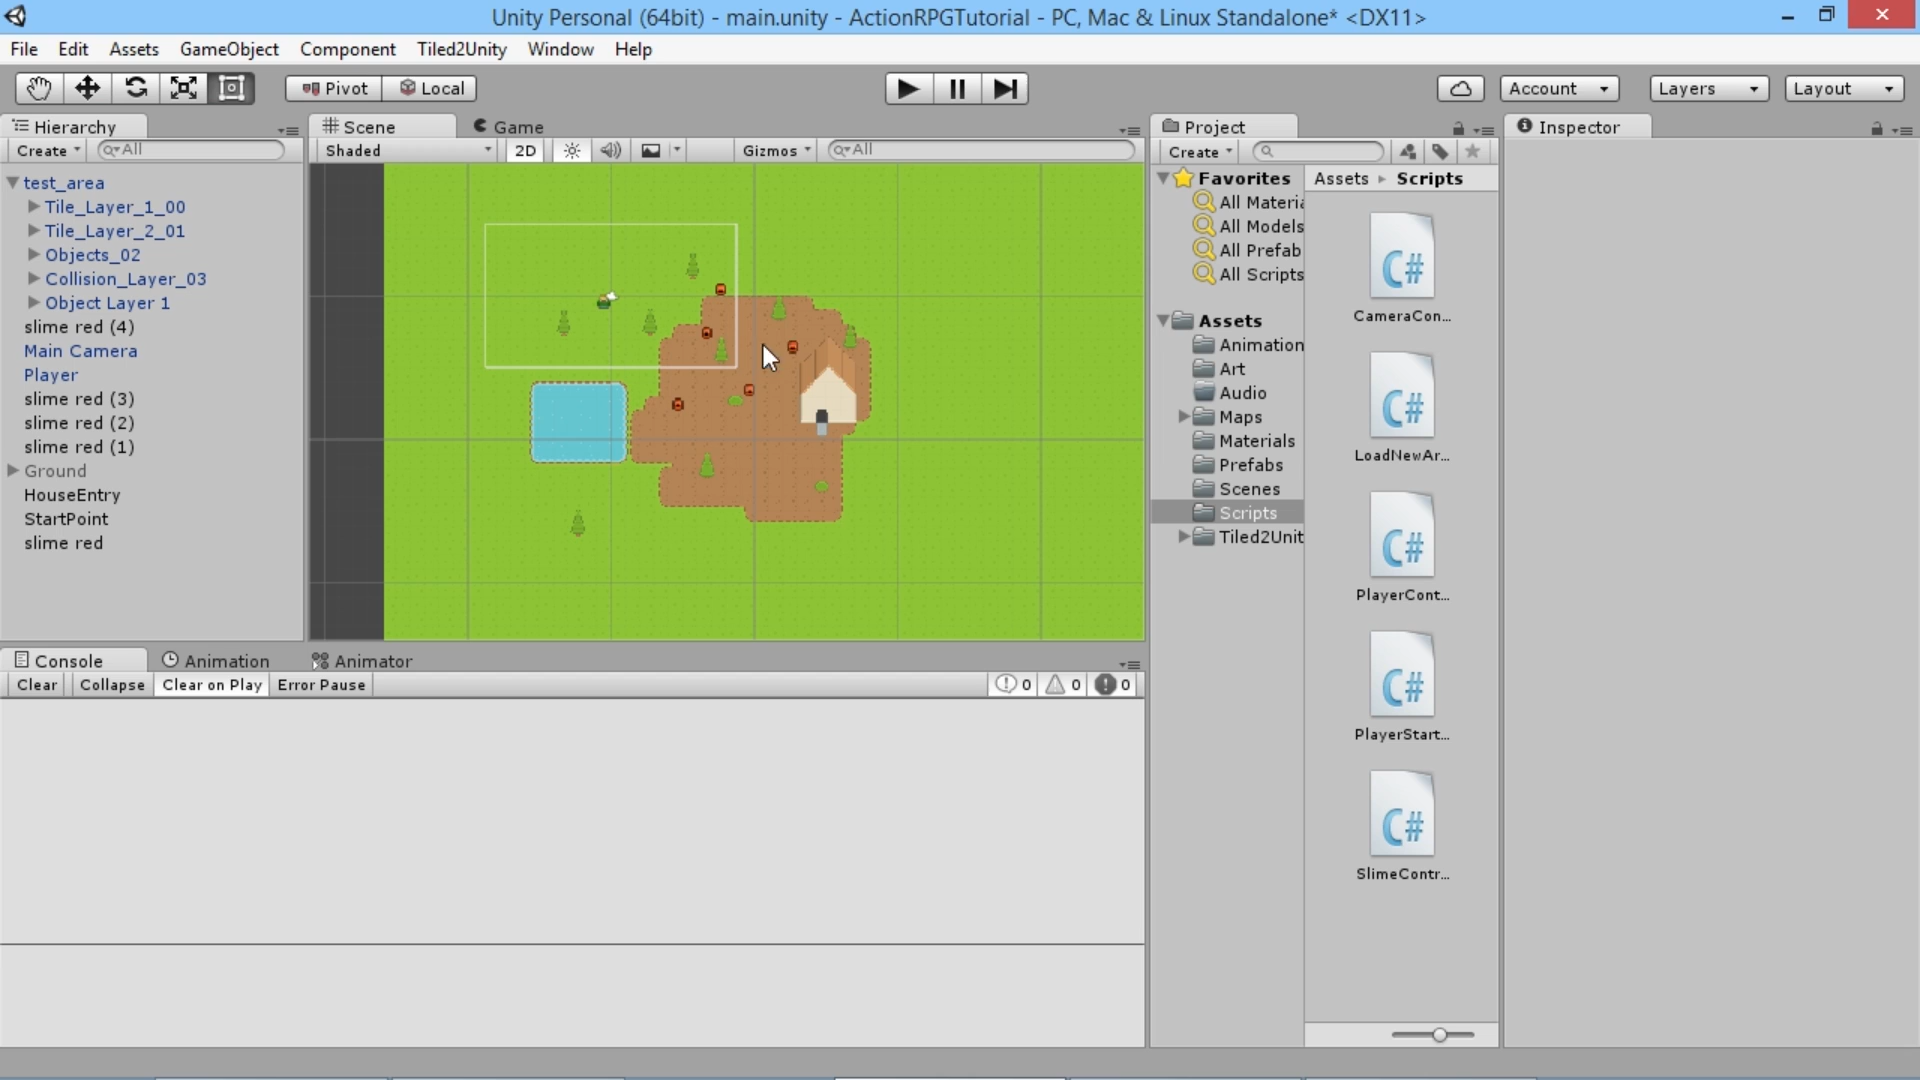 Unity Personal (64bit) - main.unity - ActionRPGTutorial - PC, Mac & Linux Standalone* <DX11>
File Edit Assets GameObject Component Tiled2Unity Window Help
Pivot Local Account Layers Layout
Hierarchy
Create All
test_area
Tile_Layer_1_00
Tile_Layer_2_01
Objects_02
Collision_Layer_03
Object Layer 1
slime red (4)
Main Camera
Player
slime red (3)
slime red (2)
slime red (1)
Ground
HouseEntry
StartPoint
slime red
Scene Game
Shaded 2D Gizmos All
Project
Create
Favorites
All Materia
All Models
All Prefab
All Scripts
Assets
Animation
Art
Audio
Maps
Materials
Prefabs
Scenes
Scripts
Tiled2Unit
Assets Scripts
C#
CameraCon...
C#
LoadNewAr...
C#
PlayerCont...
C#
PlayerStart...
C#
SlimeContr...
Inspector
Console Animation Animator
Clear Collapse Clear on Play Error Pause 0 0 0